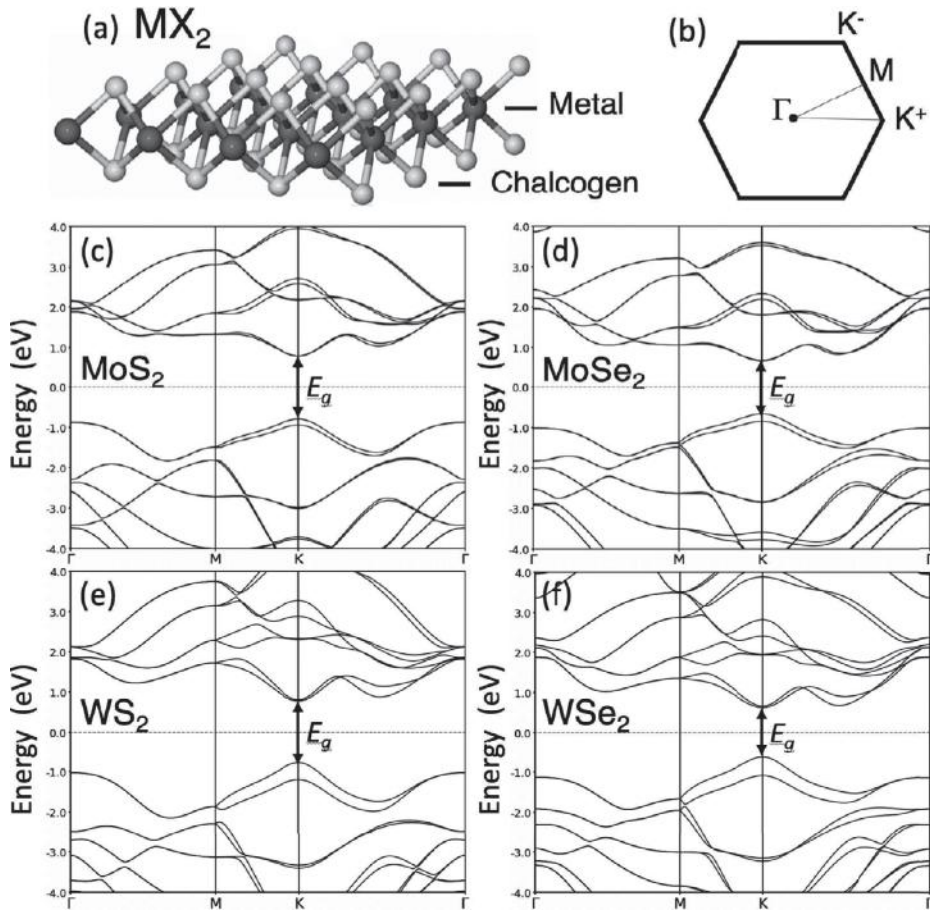 (a) MX₂
Metal
Chalcogen
(b)
K⁻
M
Γ
K⁺
(c)
Energy (eV)
4.0
3.0
2.0
1.0
0.0
-1.0
-2.0
-3.0
-4.0
MoS₂
E_g
Γ M K Γ
(d)
Energy (eV)
4.0
3.0
2.0
1.0
0.0
-1.0
-2.0
-3.0
-4.0
MoSe₂
E_g
Γ M K Γ
(e)
Energy (eV)
4.0
3.0
2.0
1.0
0.0
-1.0
-2.0
-3.0
-4.0
WS₂
E_g
Γ M K Γ
(f)
Energy (eV)
4.0
3.0
2.0
1.0
0.0
-1.0
-2.0
-3.0
-4.0
WSe₂
E_g
Γ M K Γ